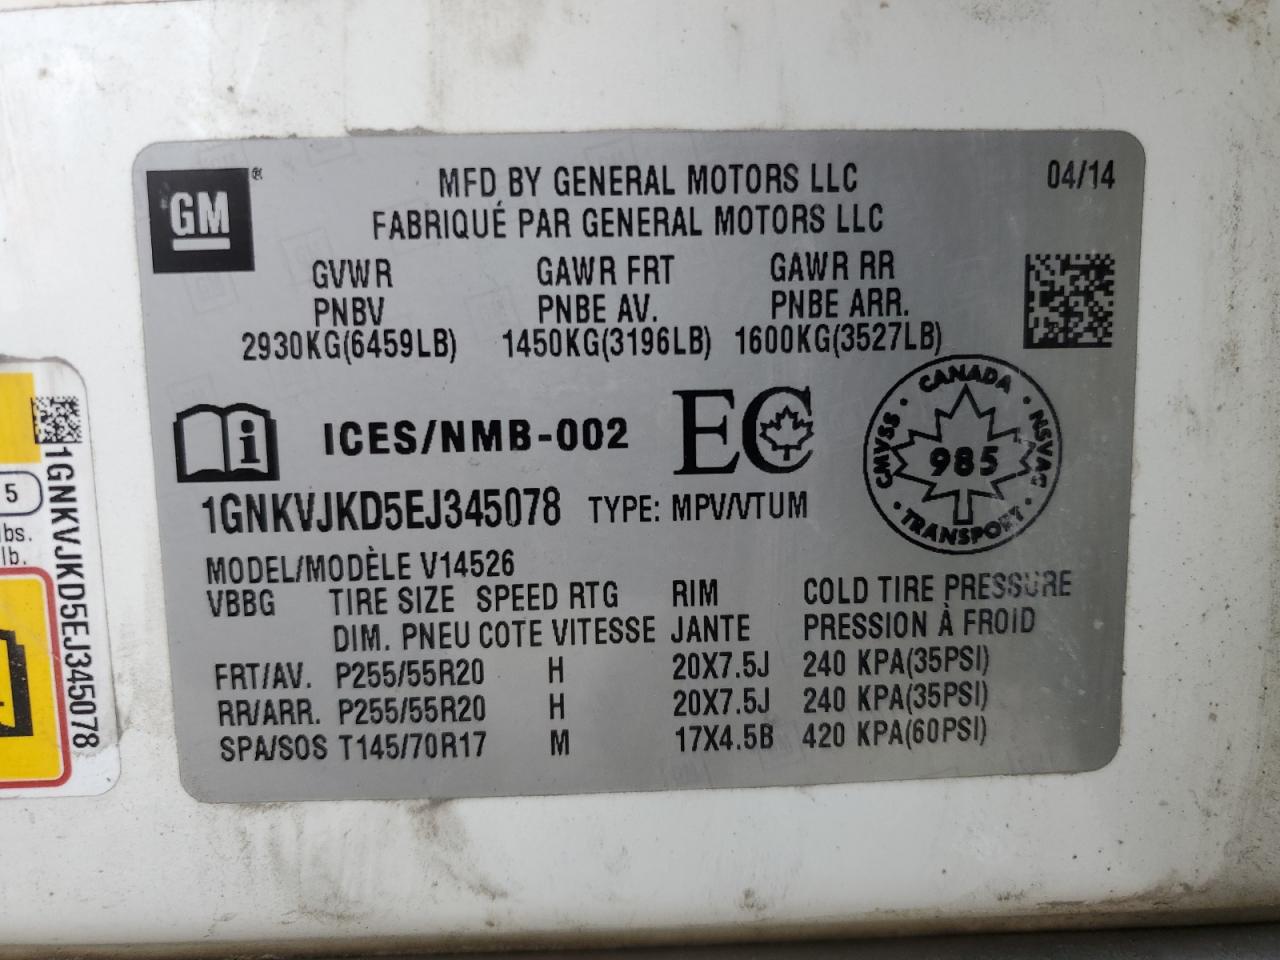 GM ®
MFD BY GENERAL MOTORS LLC 04/14
FABRIQUÉ PAR GENERAL MOTORS LLC
GVWR GAWR FRT GAWR RR
PNBV PNBE AV. PNBE ARR.
2930KG(6459LB) 1450KG(3196LB) 1600KG(3527LB)
ICES/NMB-002 EC
CANADA · NSVAC · TRANSPORT · CMVSS ·
985
1GNKVJKD5EJ345078 TYPE: MPV/VTUM
MODEL/MODÈLE V14526
VBBG TIRE SIZE SPEED RTG RIM COLD TIRE PRESSURE
DIM. PNEU COTE VITESSE JANTE PRESSION À FROID
FRT/AV. P255/55R20 H 20X7.5J 240 KPA(35PSI)
RR/ARR. P255/55R20 H 20X7.5J 240 KPA(35PSI)
SPA/SOS T145/70R17 M 17X4.5B 420 KPA(60PSI)
1GNKVJKD5EJ345078
5
lbs.
lb.